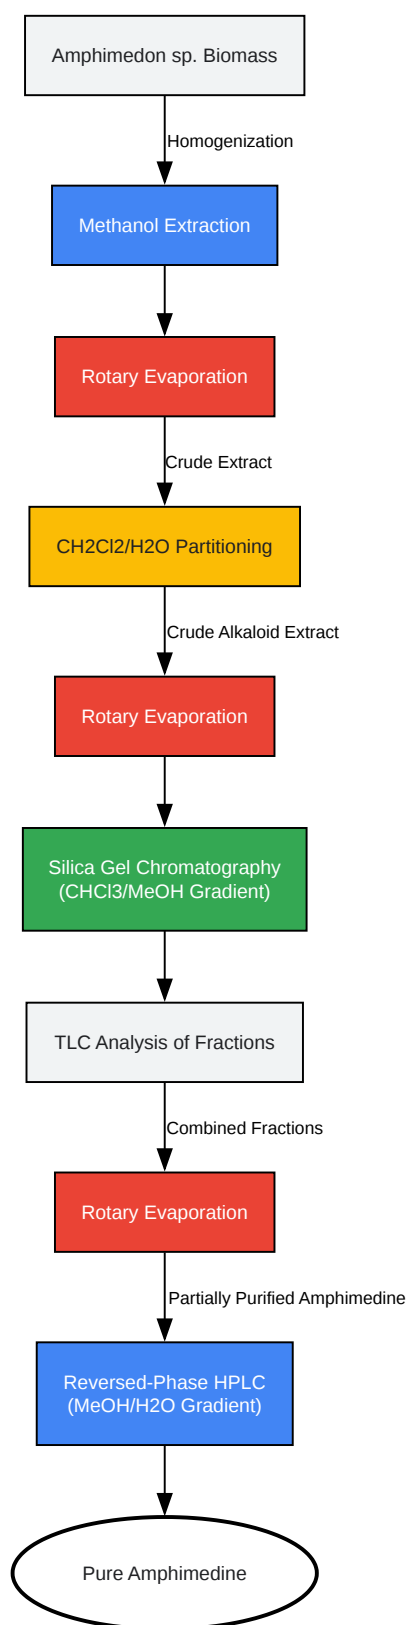 Amphimedon sp. Biomass
Homogenization
Methanol Extraction
Rotary Evaporation
Crude Extract
CH2Cl2/H2O Partitioning
Crude Alkaloid Extract
Rotary Evaporation
Silica Gel Chromatography
(CHCl3/MeOH Gradient)
TLC Analysis of Fractions
Combined Fractions
Rotary Evaporation
Partially Purified Amphimedine
Reversed-Phase HPLC
(MeOH/H2O Gradient)
Pure Amphimedine